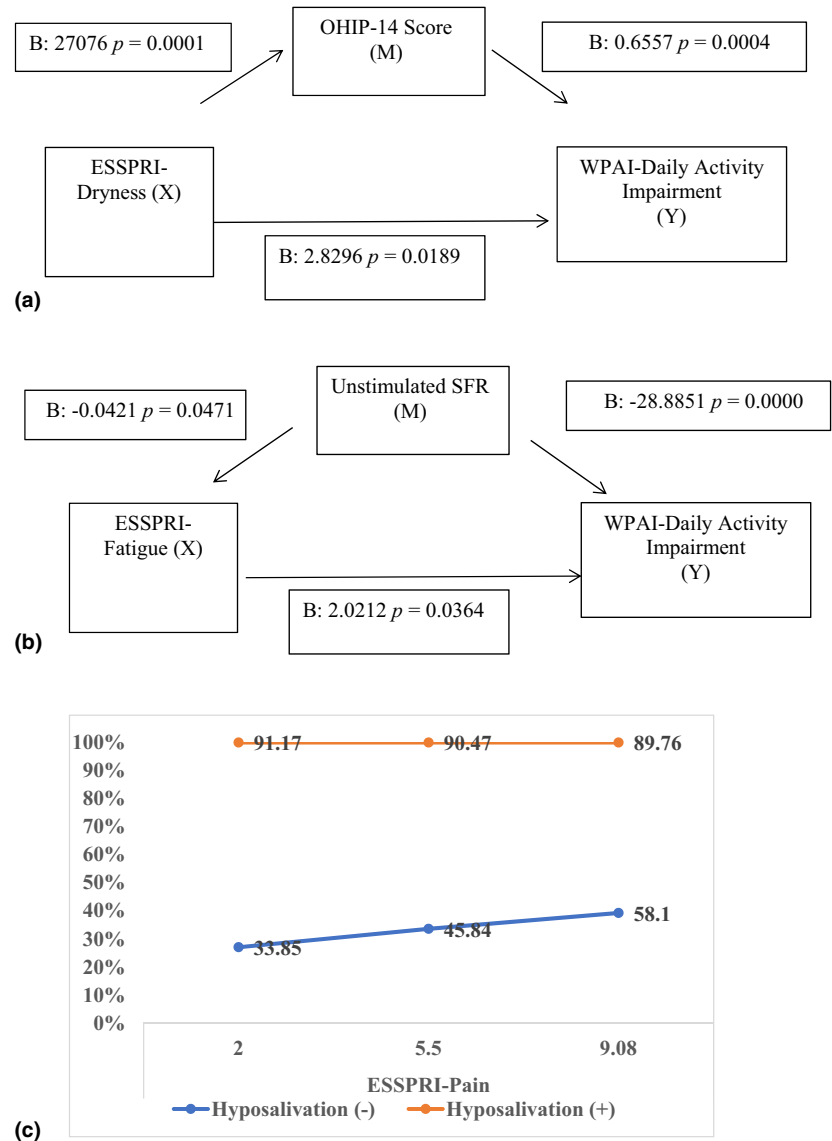 B: 27076 p = 0.0001
OHIP-14 Score
(M)
B: 0.6557 p = 0.0004
ESSPRI-
Dryness (X)
WPAI-Daily Activity
Impairment
(Y)
B: 2.8296 p = 0.0189
(a)
B: -0.0421 p = 0.0471
Unstimulated SFR
(M)
B: -28.8851 p = 0.0000
ESSPRI-
Fatigue (X)
WPAI-Daily Activity
Impairment
(Y)
B: 2.0212 p = 0.0364
(b)
100%
91.17
90.47
89.76
90%
80%
70%
60%
50%
40%
33.85
45.84
58.1
30%
20%
10%
0%
2
5.5
9.08
ESSPRI-Pain
Hyposalivation (-)
Hyposalivation (+)
(c)